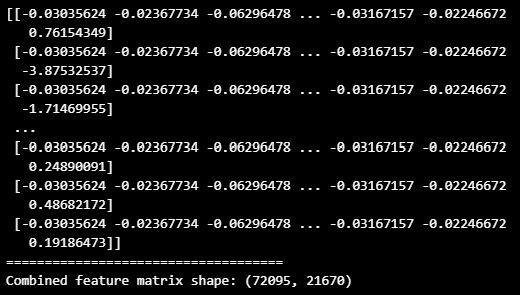 [[-0.03035624 -0.02367734 -0.06296478 ... -0.03167157 -0.02246672
0.76154349]
[-0.03035624 -0.02367734 -0.06296478 ... -0.03167157 -0.02246672
-3.87532537]
[-0.03035624 -0.02367734 -0.06296478 ... -0.03167157 -0.02246672
-1.71469955]
...
[-0.03035624 -0.02367734 -0.06296478 ... -0.03167157 -0.02246672
0.24890091]
[-0.03035624 -0.02367734 -0.06296478 ... -0.03167157 -0.02246672
0.48682172]
[-0.03035624 -0.02367734 -0.06296478 ... -0.03167157 -0.02246672
0.19186473]]
====================================
Combined feature matrix shape: (72095, 21670)